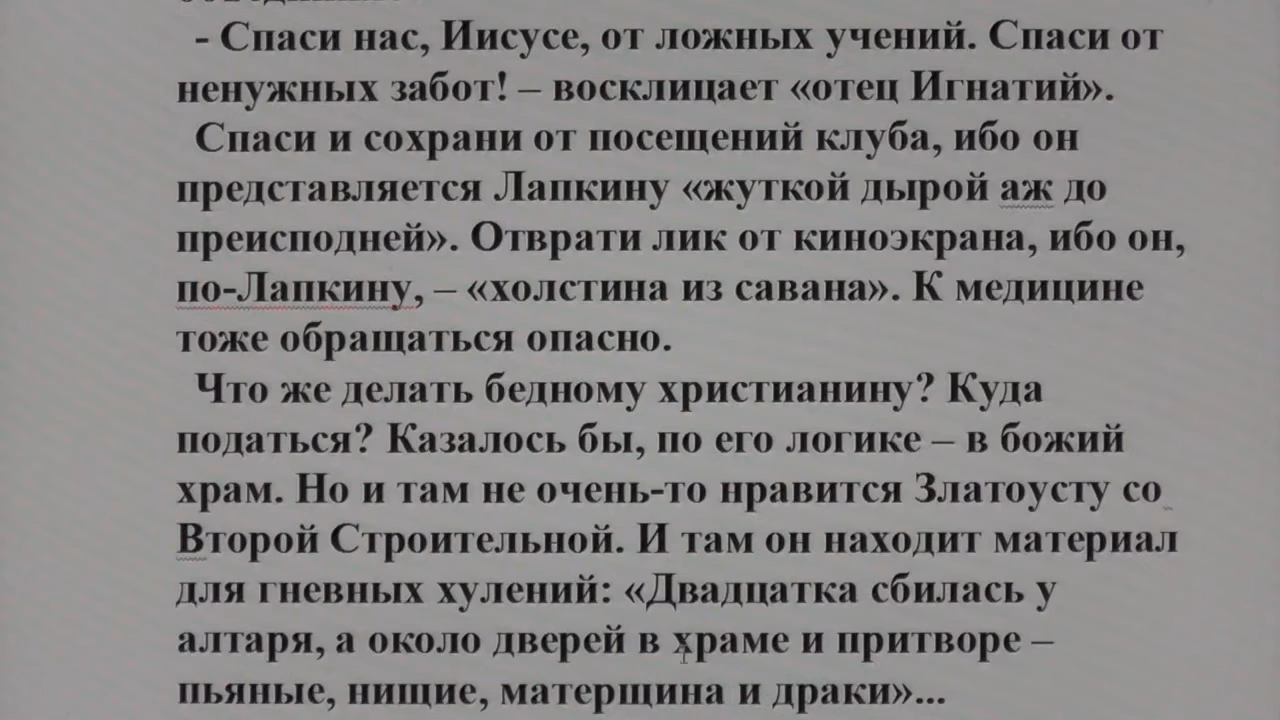 - Спаси нас, Иисусе, от ложных учений. Спаси от
ненужных забот! – восклицает «отец Игнатий».
Спаси и сохрани от посещений клуба, ибо он
представляется Лапкину «жуткой дырой аж до
преисподней». Отврати лик от киноэкрана, ибо он,
по-Лапкину, – «холстина из савана». К медицине
тоже обращаться опасно.
Что же делать бедному христианину? Куда
податься? Казалось бы, по его логике – в божий
храм. Но и там не очень-то нравится Златоусту со
Второй Строительной. И там он находит материал
для гневных хулений: «Двадцатка сбилась у
алтаря, а около дверей в храме и притворе –
пьяные, нищие, матерщина и драки»...